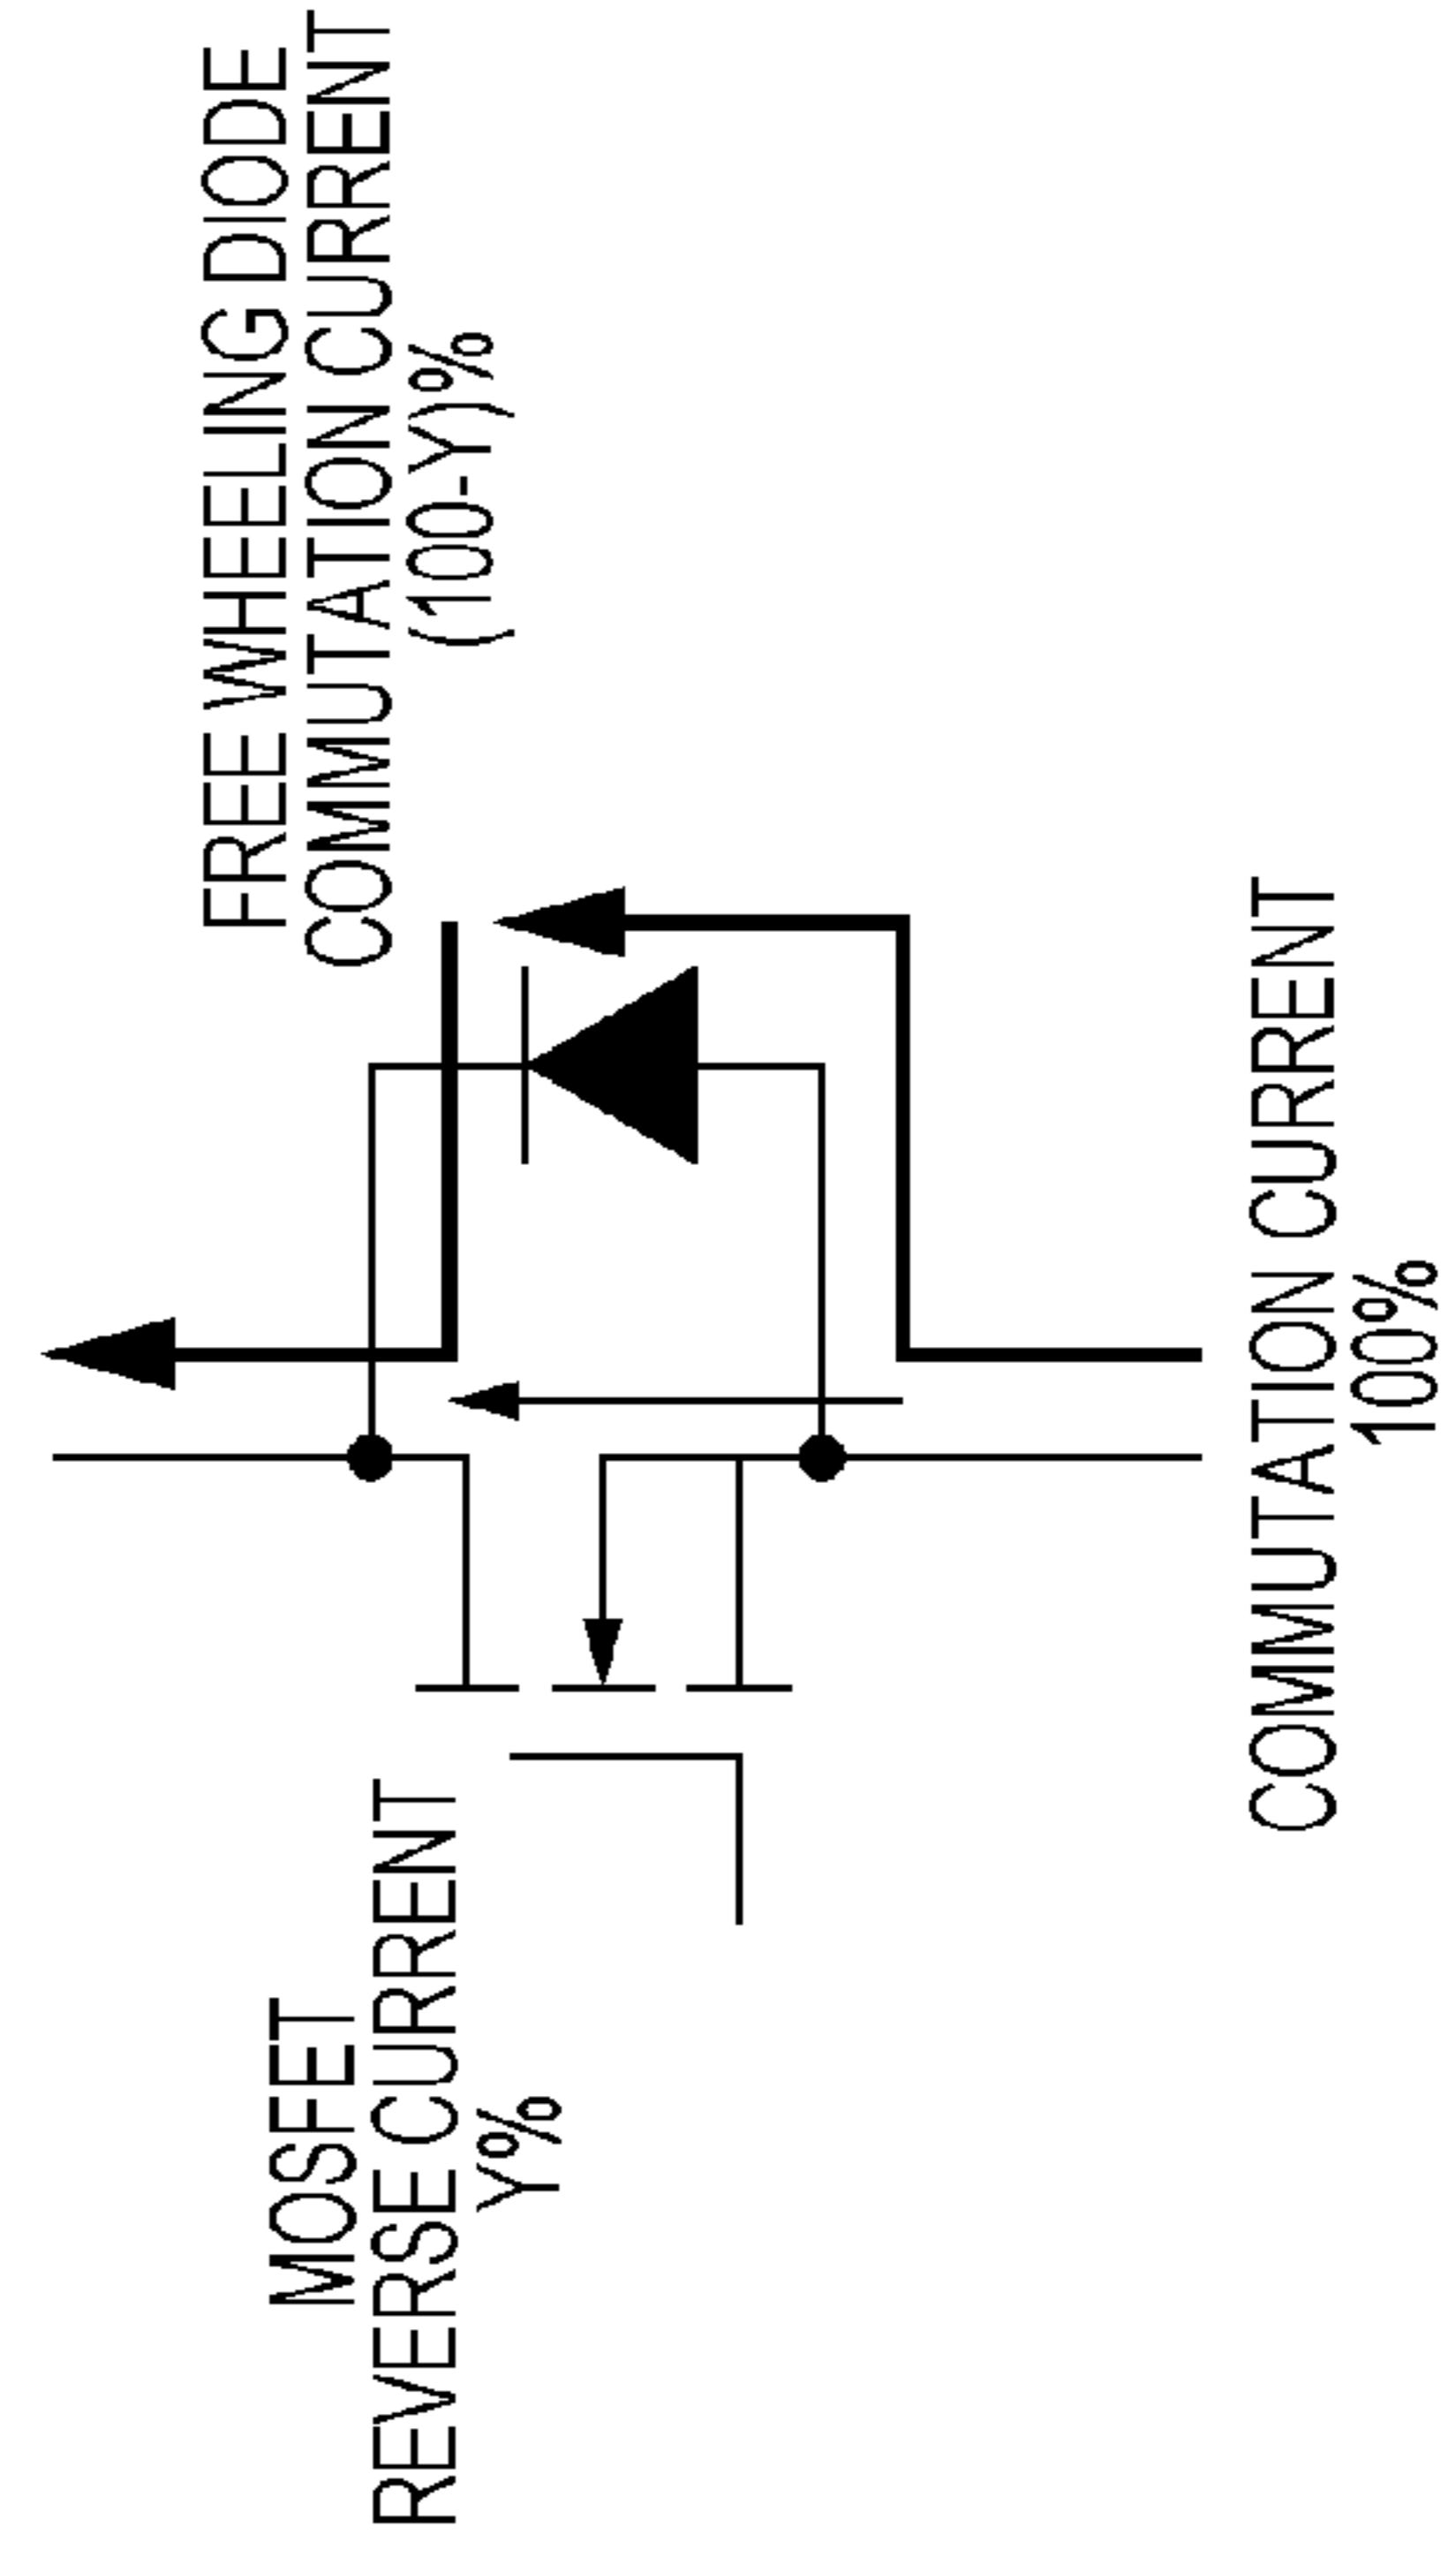 MOSFET
REVERSE CURRENT
Y%
FREE WHEELING DIODE
COMMUTATION CURRENT
(100-Y)%
COMMUTATION CURRENT
100%